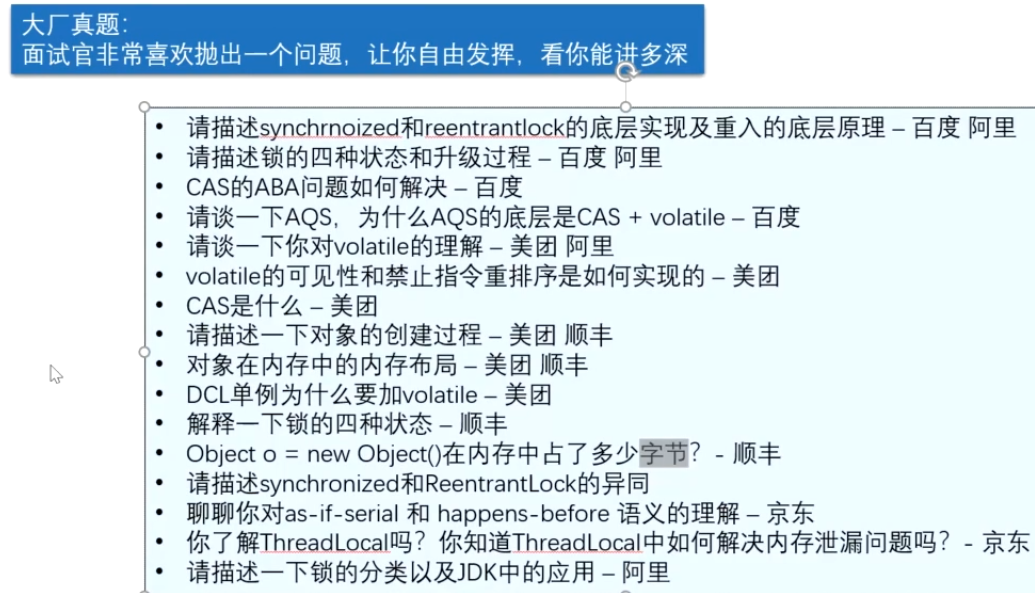 大厂真题：
面试官非常喜欢抛出一个问题，让你自由发挥，看你能讲多深
• 请描述synchrnoized和reentrantlock的底层实现及重入的底层原理 – 百度 阿里
• 请描述锁的四种状态和升级过程 – 百度 阿里
• CAS的ABA问题如何解决 – 百度
• 请谈一下AQS，为什么AQS的底层是CAS + volatile – 百度
• 请谈一下你对volatile的理解 – 美团 阿里
• volatile的可见性和禁止指令重排序是如何实现的 – 美团
• CAS是什么 – 美团
• 请描述一下对象的创建过程 – 美团 顺丰
• 对象在内存中的内存布局 – 美团 顺丰
• DCL单例为什么要加volatile – 美团
• 解释一下锁的四种状态 – 顺丰
• Object o = new Object()在内存中占了多少字节？- 顺丰
• 请描述synchronized和ReentrantLock的异同
• 聊聊你对as-if-serial 和 happens-before 语义的理解 – 京东
• 你了解ThreadLocal吗？你知道ThreadLocal中如何解决内存泄漏问题吗？- 京东
• 请描述一下锁的分类以及JDK中的应用 – 阿里